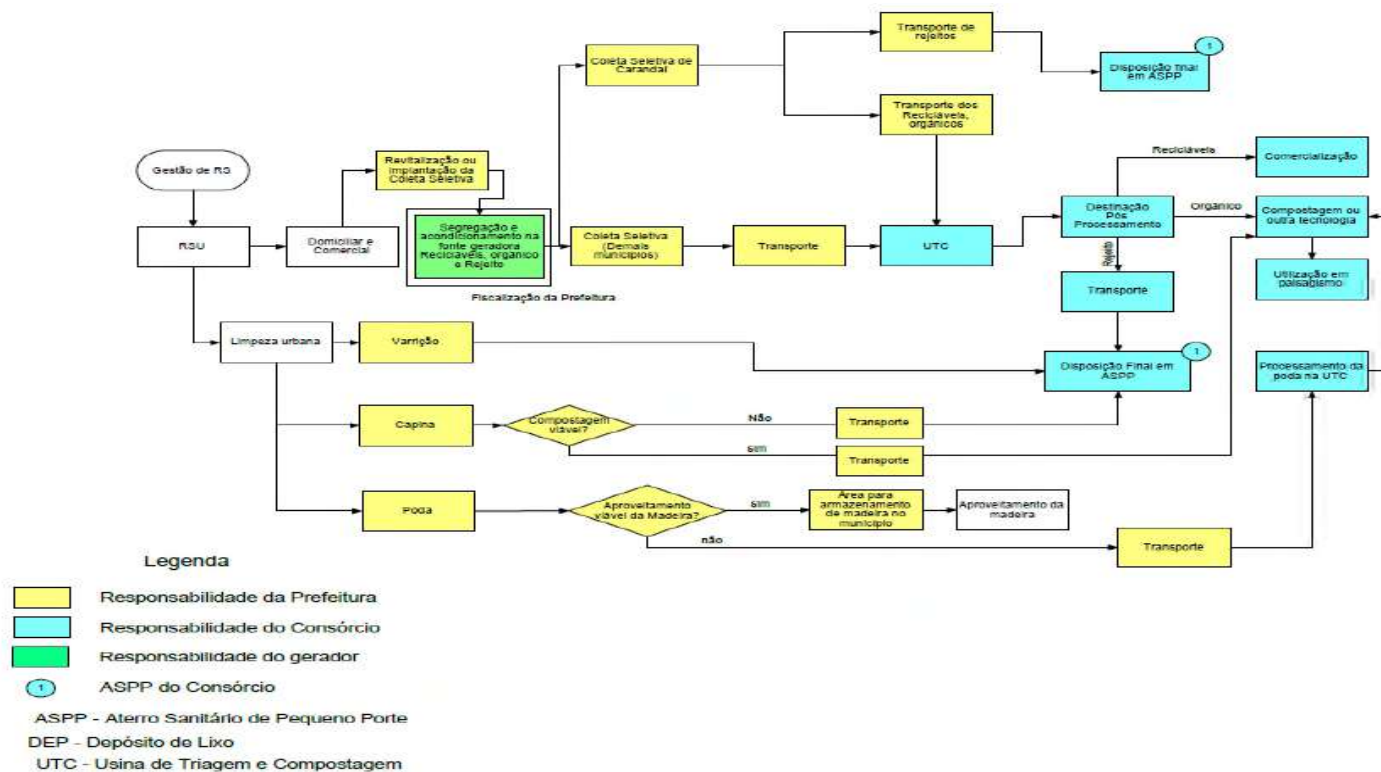 Transporte de
rejeitos
1
Coleta Seletiva de
Carandaí
Disposição final
em ASPP
Transporte dos
Recicláveis,
orgânicos
Revitalização ou
implantação da
Coleta Seletiva
Recicláveis
Comercialização
Gestão de RS
Segregação e
acondicionamento na
fonte geradora
Recicláveis, orgânico
e Rejeito
Destinação
Pós
Processamento
Orgânico
Compostagem ou
outra tecnologia
RSU
Domiciliar e
Comercial
Coleta Seletiva
(Demais
municípios)
Transporte
UTC
Rejeito
Utilização em
paisagismo
Fiscalização da Prefeitura
Transporte
Limpeza urbana
Varrição
1
Disposição Final em
ASPP
Processamento da
poda na UTC
Capina
Compostagem
viável?
Não
Transporte
sim
Transporte
Poda
Aproveitamento
viável da Madeira?
sim
Área para
armazenamento
de madeira no
município
Aproveitamento da
madeira
não
Transporte
Legenda
Responsabilidade da Prefeitura
Responsabilidade do Consórcio
Responsabilidade do gerador
1 ASPP do Consórcio
ASPP - Aterro Sanitário de Pequeno Porte
DEP - Depósito de Lixo
UTC - Usina de Triagem e Compostagem